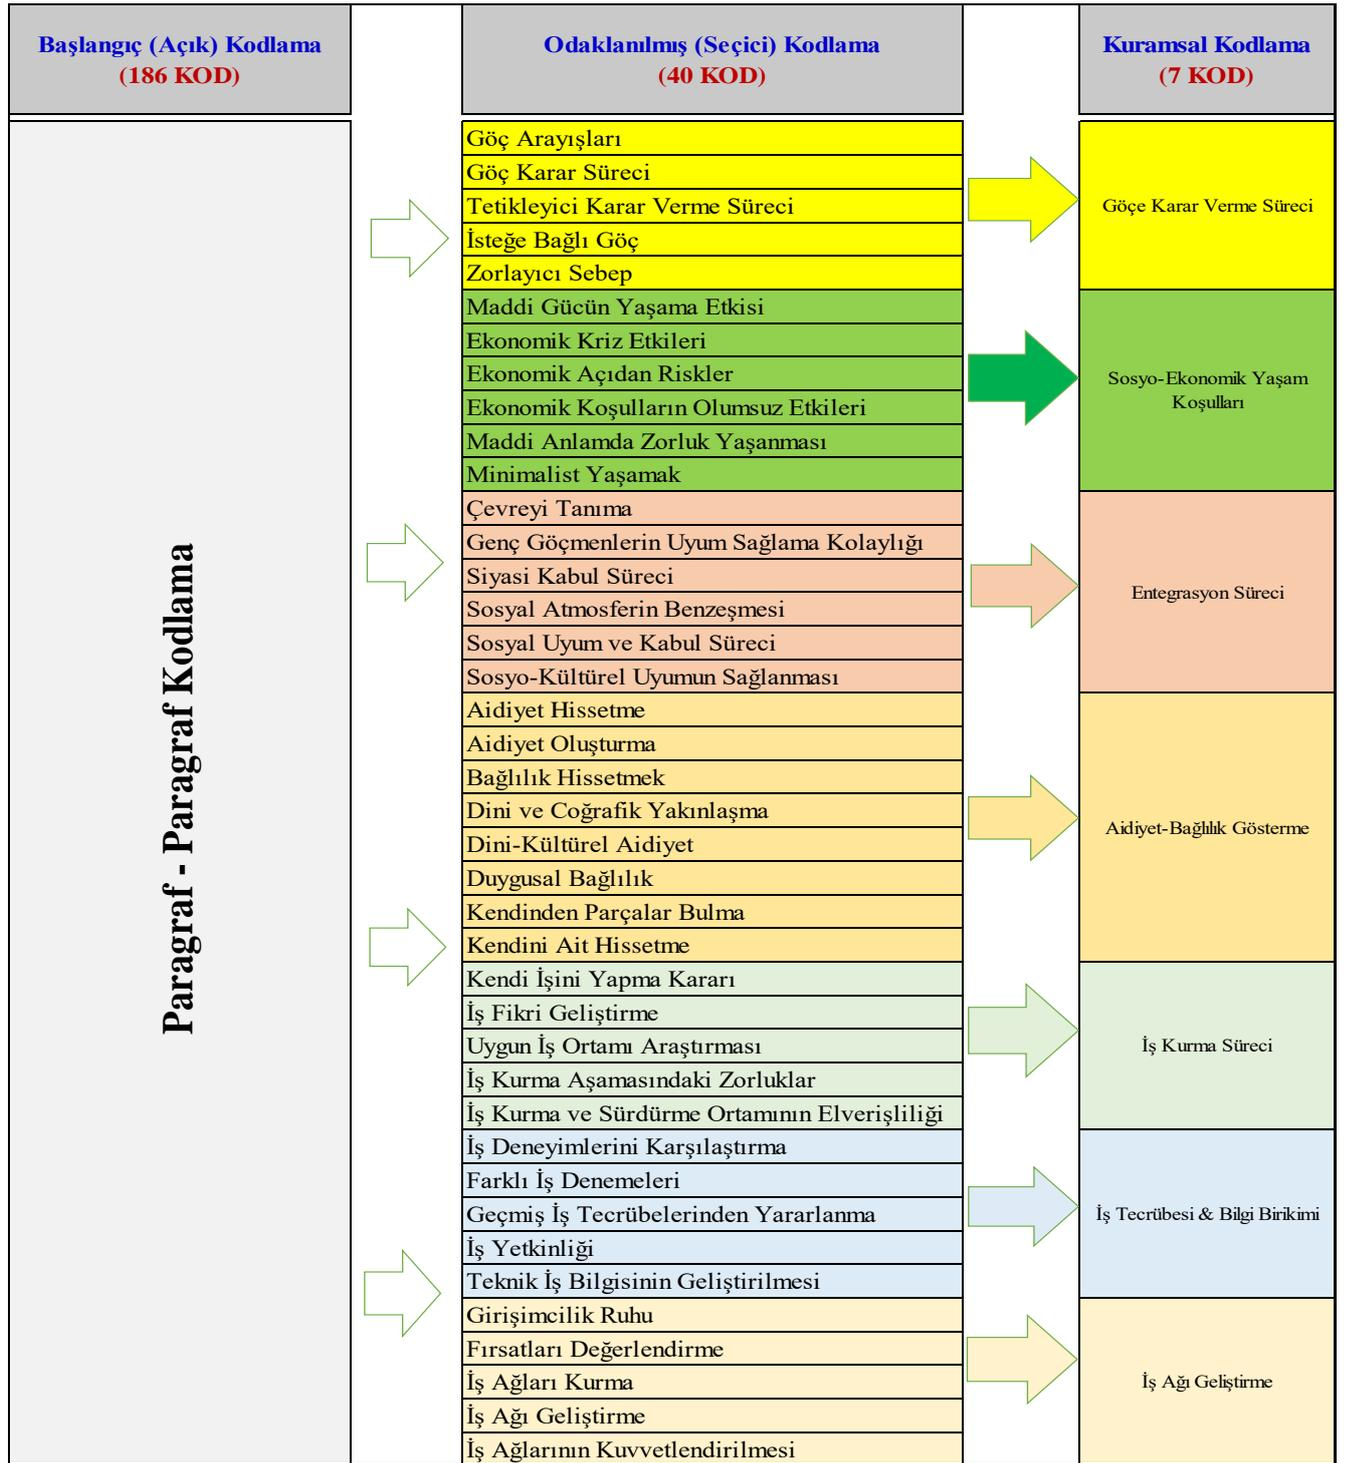 Başlangıç (Açık) Kodlama
(186 KOD)
Odaklanılmış (Seçici) Kodlama
(40 KOD)
Kuramsal Kodlama
(7 KOD)
Paragraf - Paragraf Kodlama
Göç Arayışları
Göç Karar Süreci
Tetikleyici Karar Verme Süreci
İsteğe Bağlı Göç
Zorlayıcı Sebep
Göçe Karar Verme Süreci
Maddi Gücün Yaşama Etkisi
Ekonomik Kriz Etkileri
Ekonomik Açıdan Riskler
Ekonomik Koşulların Olumsuz Etkileri
Maddi Anlamda Zorluk Yaşanması
Minimalist Yaşamak
Sosyo-Ekonomik Yaşam
Koşulları
Çevreyi Tanıma
Genç Göçmenlerin Uyum Sağlama Kolaylığı
Siyasi Kabul Süreci
Sosyal Atmosferin Benzeşmesi
Sosyal Uyum ve Kabul Süreci
Sosyo-Kültürel Uyumun Sağlanması
Entegrasyon Süreci
Aidiyet Hissetme
Aidiyet Oluşturma
Bağlılık Hissetmek
Dini ve Coğrafik Yakınlaşma
Dini-Kültürel Aidiyet
Duygusal Bağlılık
Kendinden Parçalar Bulma
Kendini Ait Hissetme
Aidiyet-Bağlılık Gösterme
Kendi İşini Yapma Kararı
İş Fikri Geliştirme
Uygun İş Ortamı Araştırması
İş Kurma Aşamasındaki Zorluklar
İş Kurma ve Sürdürme Ortamının Elverişliliği
İş Kurma Süreci
İş Deneyimlerini Karşılaştırma
Farklı İş Denemeleri
Geçmiş İş Tecrübelerinden Yararlanma
İş Yetkinliği
Teknik İş Bilgisinin Geliştirilmesi
İş Tecrübesi & Bilgi Birikimi
Girişimcilik Ruhu
Fırsatları Değerlendirme
İş Ağları Kurma
İş Ağı Geliştirme
İş Ağlarının Kuvvetlendirilmesi
İş Ağı Geliştirme